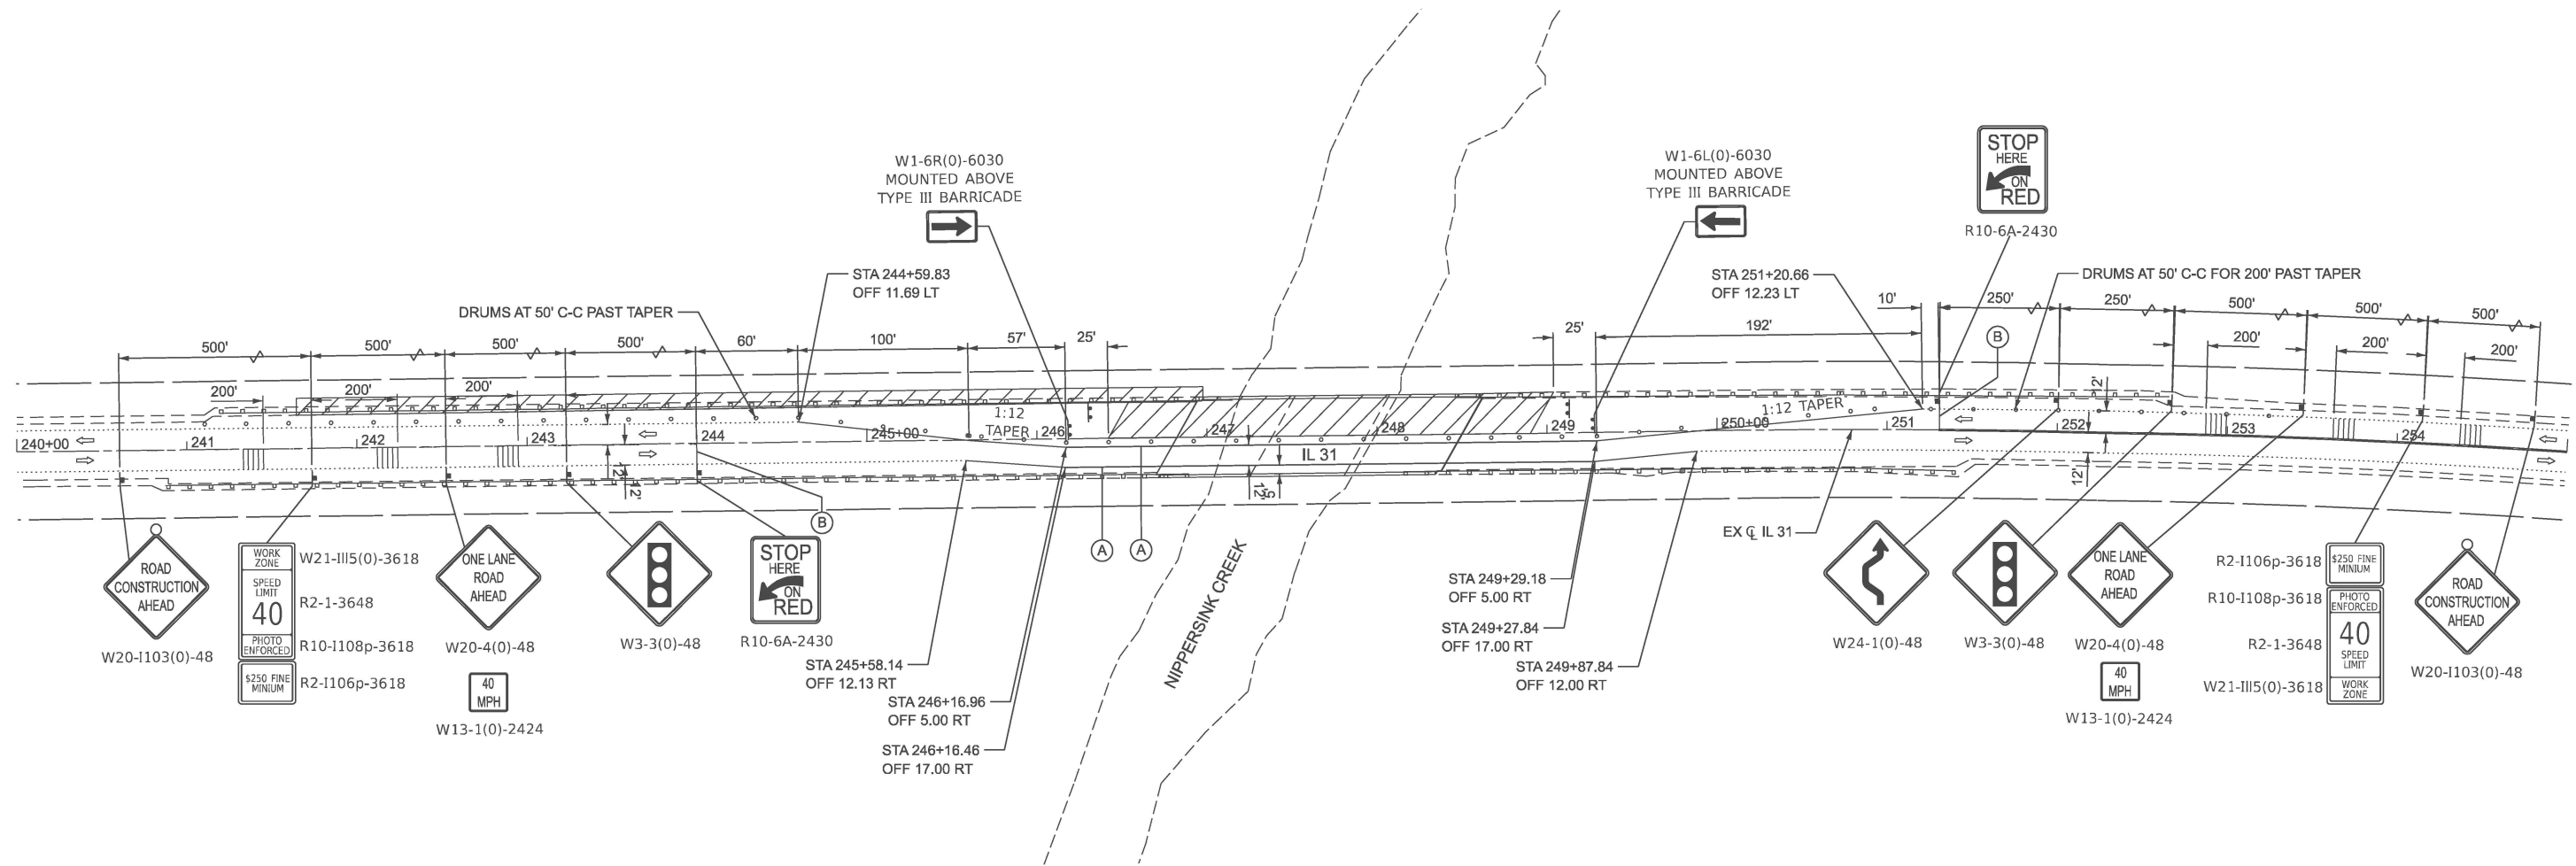 STOP
HERE
ON
RED
R10-6A-2430
W1-6R(0)-6030
MOUNTED ABOVE
TYPE III BARRICADE
W1-6L(0)-6030
MOUNTED ABOVE
TYPE III BARRICADE
STA 244+59.83
OFF 11.69 LT
STA 251+20.66
OFF 12.23 LT
DRUMS AT 50' C-C FOR 200' PAST TAPER
DRUMS AT 50' C-C PAST TAPER
500' 500' 500' 500' 60' 100' 57' 25'
25' 192' 10' 250' 250' 500' 500' 500'
200' 200' 200'
200' 200' 200'
B
1:12
TAPER
1:12 TAPER
240+00 241 242 243 244 245+00 246 247 248 249 250+00 251 252 253 254
IL 31
12' 12' 12' 5'
12' 12'
B
A A
EX ℄ IL 31
NIPPERSINK CREEK
ROAD
CONSTRUCTION
AHEAD
W20-I103(0)-48
WORK
ZONE
SPEED
LIMIT
40
PHOTO
ENFORCED
$250 FINE
MINIUM
W21-III5(0)-3618
R2-1-3648
R10-I108p-3618
R2-I106p-3618
ONE LANE
ROAD
AHEAD
W20-4(0)-48
40
MPH
W13-1(0)-2424
W3-3(0)-48
STOP
HERE
ON
RED
R10-6A-2430
STA 245+58.14
OFF 12.13 RT
STA 246+16.96
OFF 5.00 RT
STA 246+16.46
OFF 17.00 RT
STA 249+29.18
OFF 5.00 RT
STA 249+27.84
OFF 17.00 RT
STA 249+87.84
OFF 12.00 RT
W24-1(0)-48
W3-3(0)-48
ONE LANE
ROAD
AHEAD
W20-4(0)-48
40
MPH
W13-1(0)-2424
R2-I106p-3618
R10-I108p-3618
R2-1-3648
W21-III5(0)-3618
$250 FINE
MINIUM
PHOTO
ENFORCED
40
SPEED
LIMIT
WORK
ZONE
ROAD
CONSTRUCTION
AHEAD
W20-I103(0)-48